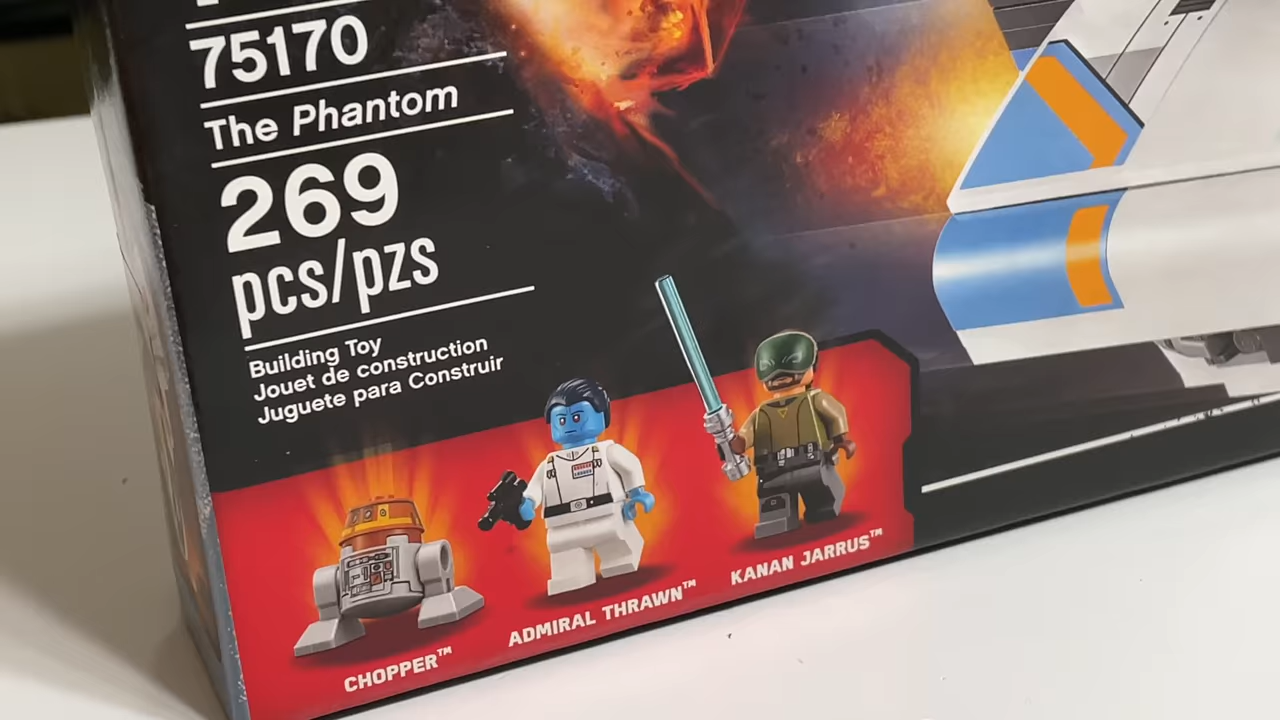 75170
The Phantom
269
pcs/pzs
Building Toy
Jouet de construction
Juguete para Construir
CHOPPER™
ADMIRAL THRAWN™
KANAN JARRUS™